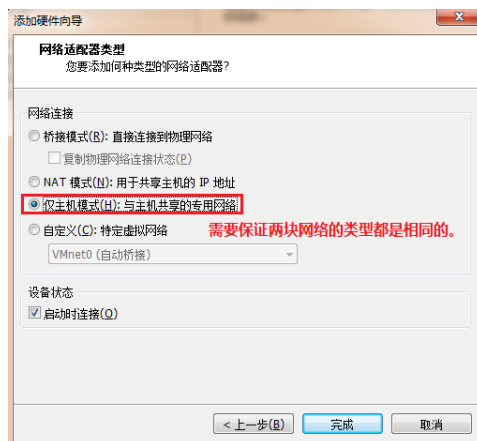 添加硬件向导
网络适配器类型
您要添加何种类型的网络适配器?
网络连接
桥接模式(R): 直接连接到物理网络
复制物理网络连接状态(P)
NAT 模式(N): 用于共享主机的 IP 地址
仅主机模式(H): 与主机共享的专用网络
自定义(C): 特定虚拟网络
需要保证两块网络的类型都是相同的。
VMnet0 (自动桥接)
设备状态
启动时连接(O)
< 上一步(B)
完成
取消